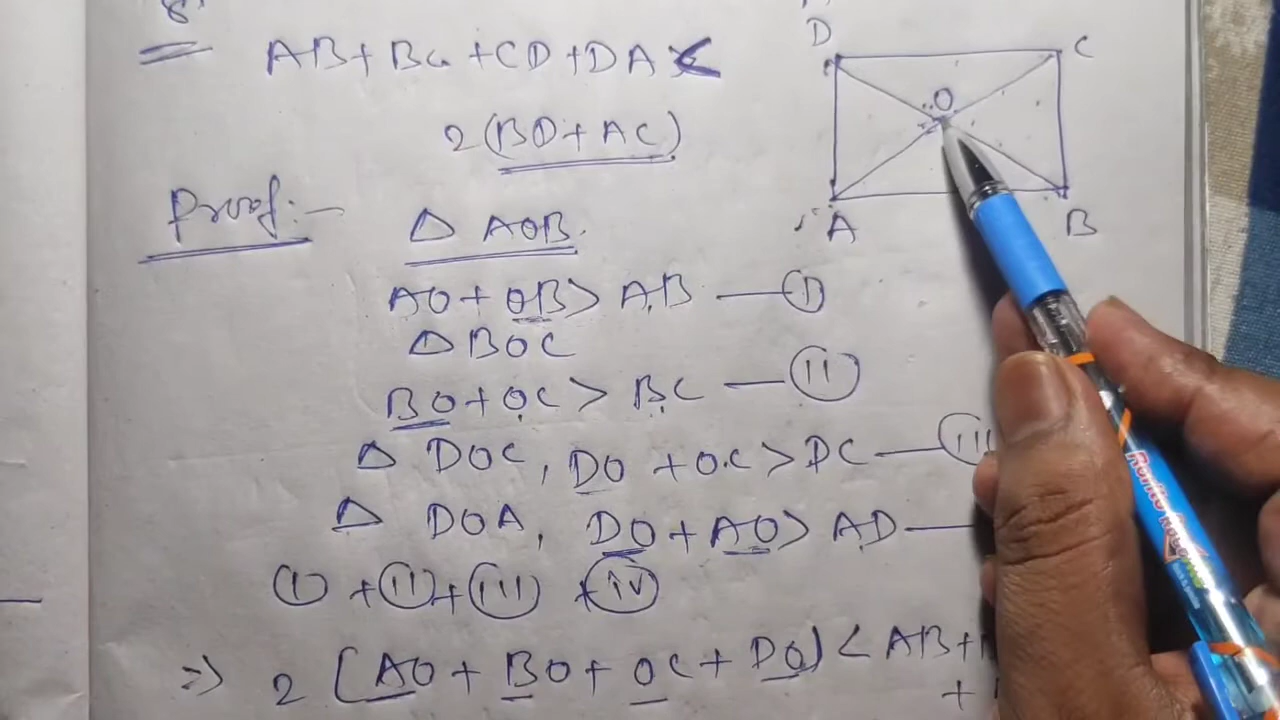 8.
AB + BC + CD + DA <
2(BD + AC)
D
C
O
A
B
Proof:-
Δ AOB.
AO + OB > AB — (I)
Δ BOC
BO + OC > BC — (II)
Δ DOC, DO + OC > DC — (III)
Δ DOA, DO + AO > AD —
(I) + (II) + (III) + (IV)
⇒ 2 [AO + BO + OC + DO) < AB +
+